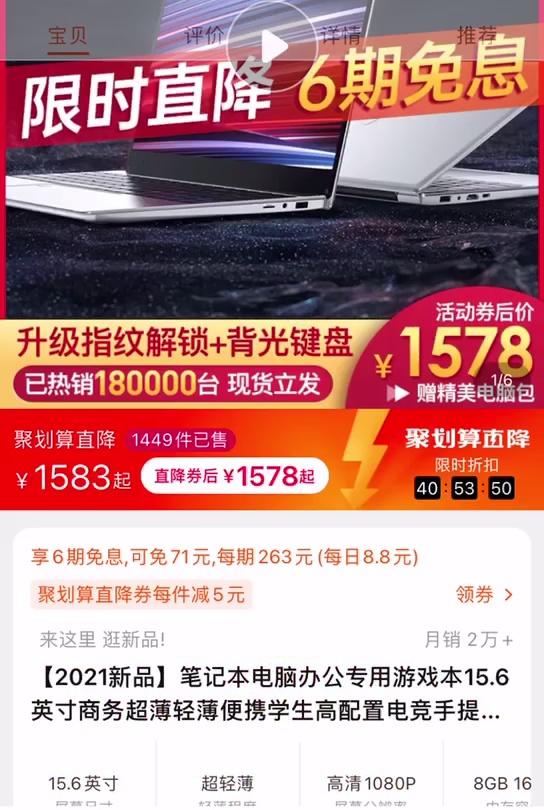 宝贝 评价 详情 推荐
限时直降 6期免息
升级指纹解锁+背光键盘
活动券后价
¥1578
已热销180000台 现货立发
1/6
赠精美电脑包
聚划算直降 1449件已售
¥1583起 直降券后¥1578起
聚划算直降
限时折扣
40:53:50
享6期免息,可免71元,每期263元(每日8.8元)
聚划算直降券每件减5元 领券 >
来这里 逛新品! 月销 2万+
【2021新品】笔记本电脑办公专用游戏本15.6
英寸商务超薄轻薄便携学生高配置电竞手提...
15.6英寸 超轻薄 高清1080P 8GB 16